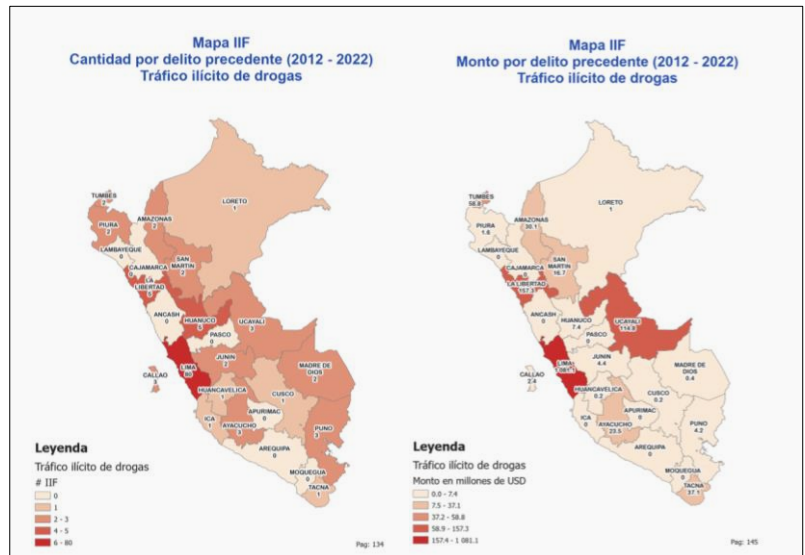 Mapa IIF
Cantidad por delito precedente (2012 - 2022)
Tráfico ilícito de drogas
TUMBES
2
PIURA
2
LAMBAYEQUE
0
AMAZONAS
2
LORETO
1
CAJAMARCA
SAN
MARTIN
2
LA
LIBERTAD
5
ANCASH
0
HUANUCO
5
PASCO
0
UCAYALI
LIMA
80
JUNIN
2
CALLAO
3
MADRE DE
DIOS
2
HUANCAVELICA
1
CUSCO
1
ICA
1
AYACUCHO
3
APURIMAC
0
PUNO
3
AREQUIPA
0
MOQUEGUA
0
TACNA
1
Leyenda
Tráfico ilícito de drogas
# IIF
0
1
2 - 3
4 - 5
6 - 80
Pag: 134
Mapa IIF
Monto por delito precedente (2012 - 2022)
Tráfico ilícito de drogas
TUMBES
58.8
PIURA
1.8
LAMBAYEQUE
0
AMAZONAS
30.1
LORETO
1
CAJAMARCA
SAN
MARTIN
16.7
LA LIBERTAD
157.3
ANCASH
0
HUANUCO
7.4
PASCO
0
UCAYALI
LIMA
JUNIN
4.4
CALLAO
2.4
MADRE DE
DIOS
0.4
HUANCAVELICA
0.2
CUSCO
0.2
ICA
0
AYACUCHO
23.5
APURIMAC
0
PUNO
4.2
AREQUIPA
0
MOQUEGUA
0
TACNA
37.1
Leyenda
Tráfico ilícito de drogas
Monto en millones de USD
0.0 - 7.4
7.5 - 37.1
37.2 - 58.8
58.9 - 157.3
157.4 - 1 081.1
Pag: 145